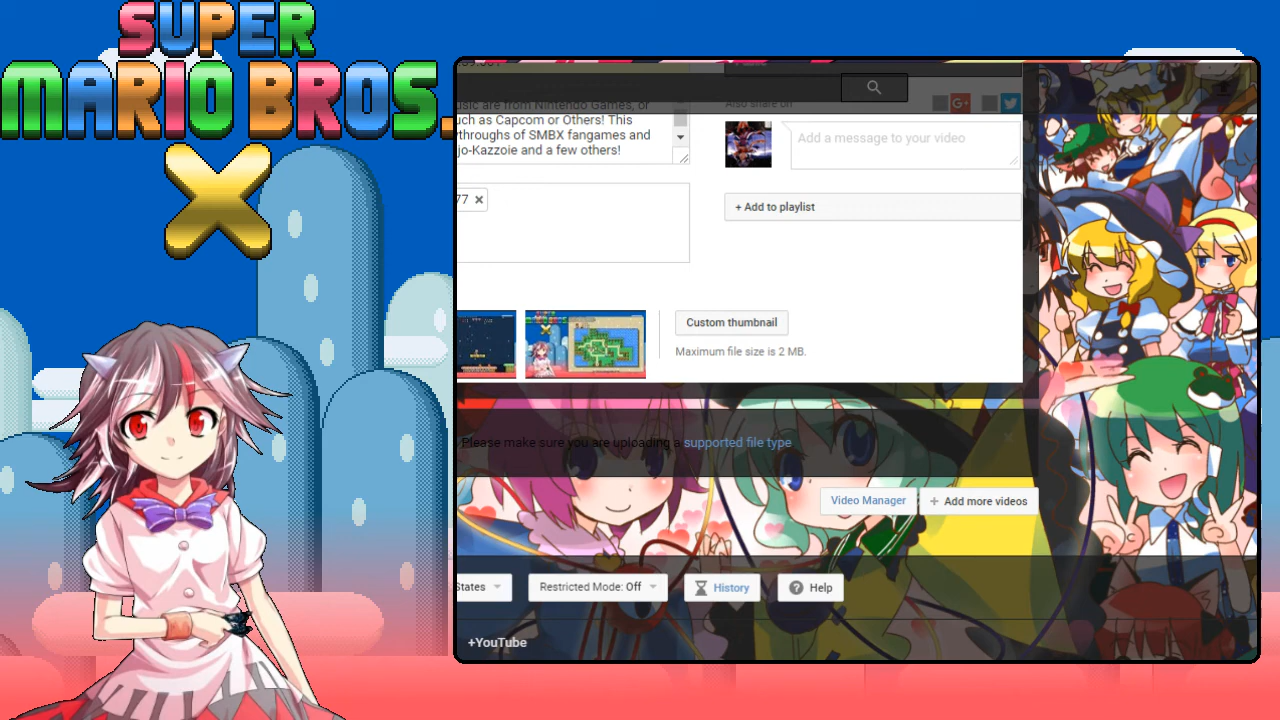 SUPER
MARIO BROS.
X
Also share on
usic are from Nintendo Games, or
uch as Capcom or Others! This
ythroughs of SMBX fangames and
jo-Kazzoie and a few others!
Add a message to your video
77 ×
+ Add to playlist
Custom thumbnail
Maximum file size is 2 MB.
Please make sure you are uploading a supported file type
Video Manager
+ Add more videos
States
Restricted Mode: Off
History
? Help
+YouTube